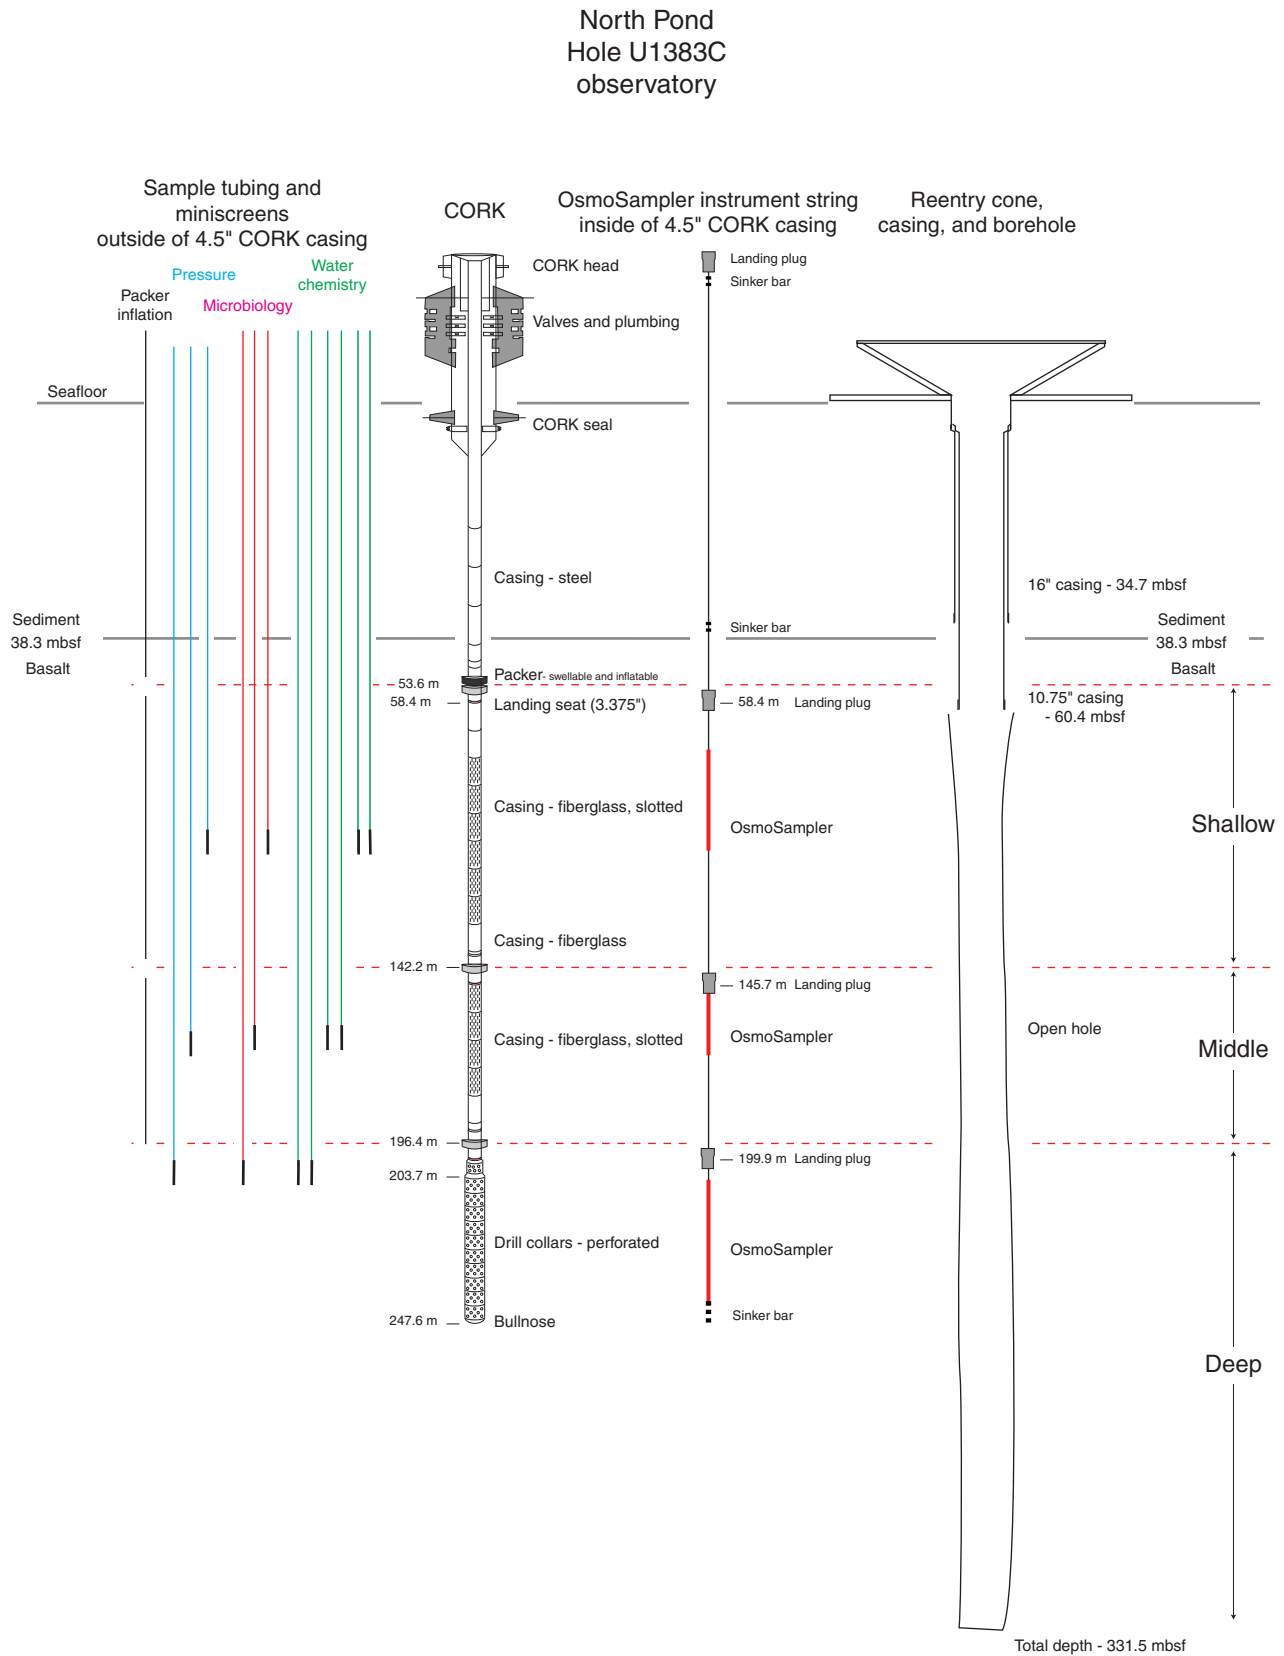 North Pond
Hole U1383C
observatory
Sample tubing and
miniscreens
outside of 4.5" CORK casing
CORK
OsmoSampler instrument string
inside of 4.5" CORK casing
Reentry cone,
casing, and borehole
Packer
inflation
Pressure
Microbiology
Water
chemistry
CORK head
Landing plug
Sinker bar
Valves and plumbing
Seafloor
CORK seal
Casing - steel
16" casing - 34.7 mbsf
Sediment
38.3 mbsf
Basalt
Sinker bar
Sediment
38.3 mbsf
Basalt
53.6 m
Packer- swellable and inflatable
58.4 m
Landing seat (3.375")
58.4 m Landing plug
10.75" casing
- 60.4 mbsf
Casing - fiberglass, slotted
OsmoSampler
Shallow
Casing - fiberglass
142.2 m
145.7 m Landing plug
Casing - fiberglass, slotted
OsmoSampler
Open hole
Middle
196.4 m
199.9 m Landing plug
203.7 m
Drill collars - perforated
OsmoSampler
247.6 m
Bullnose
Sinker bar
Deep
Total depth - 331.5 mbsf